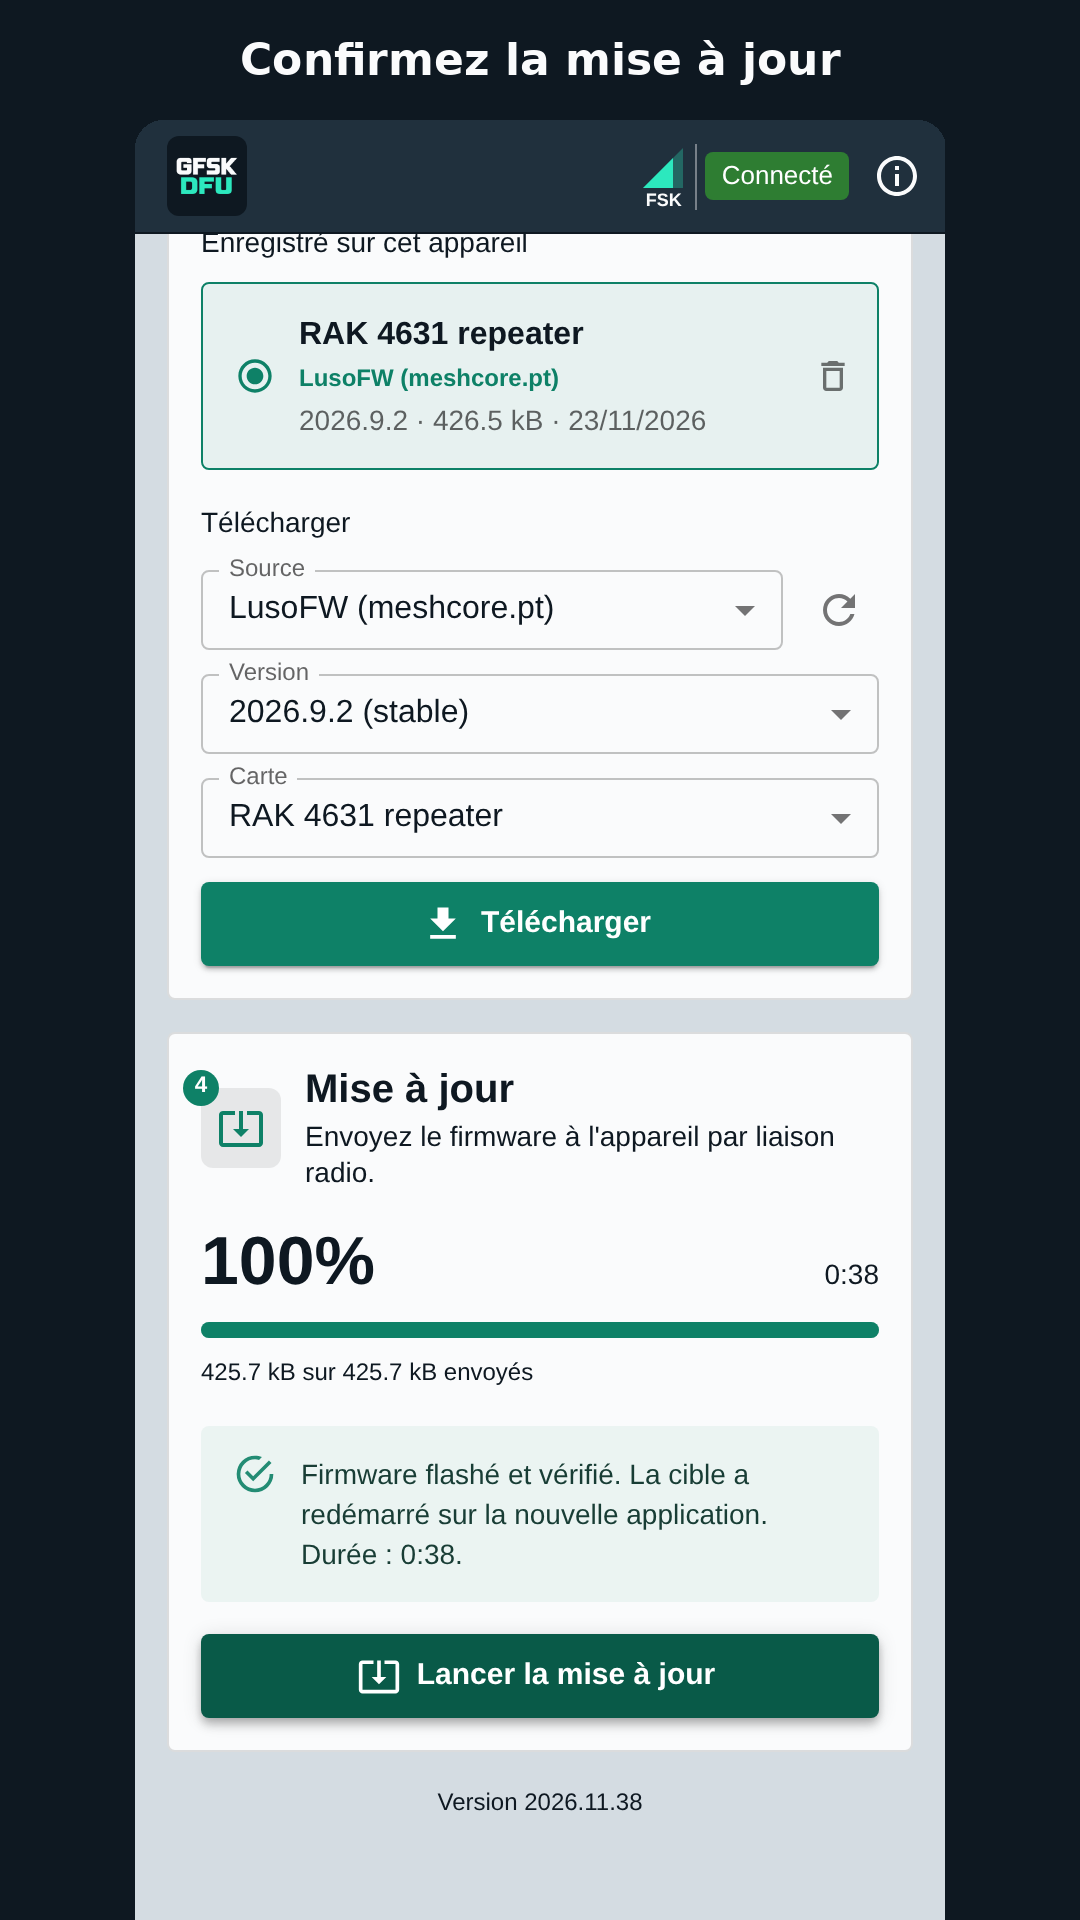 Confirmez la mise à jour
GFSK
DFU
FSK
Connecté
Enregistré sur cet appareil
RAK 4631 repeater
LusoFW (meshcore.pt)
2026.9.2 · 426.5 kB · 23/11/2026
Télécharger
Source
LusoFW (meshcore.pt)
Version
2026.9.2 (stable)
Carte
RAK 4631 repeater
Télécharger
4
Mise à jour
Envoyez le firmware à l'appareil par liaison
radio.
100%
0:38
425.7 kB sur 425.7 kB envoyés
Firmware flashé et vérifié. La cible a
redémarré sur la nouvelle application.
Durée : 0:38.
Lancer la mise à jour
Version 2026.11.38